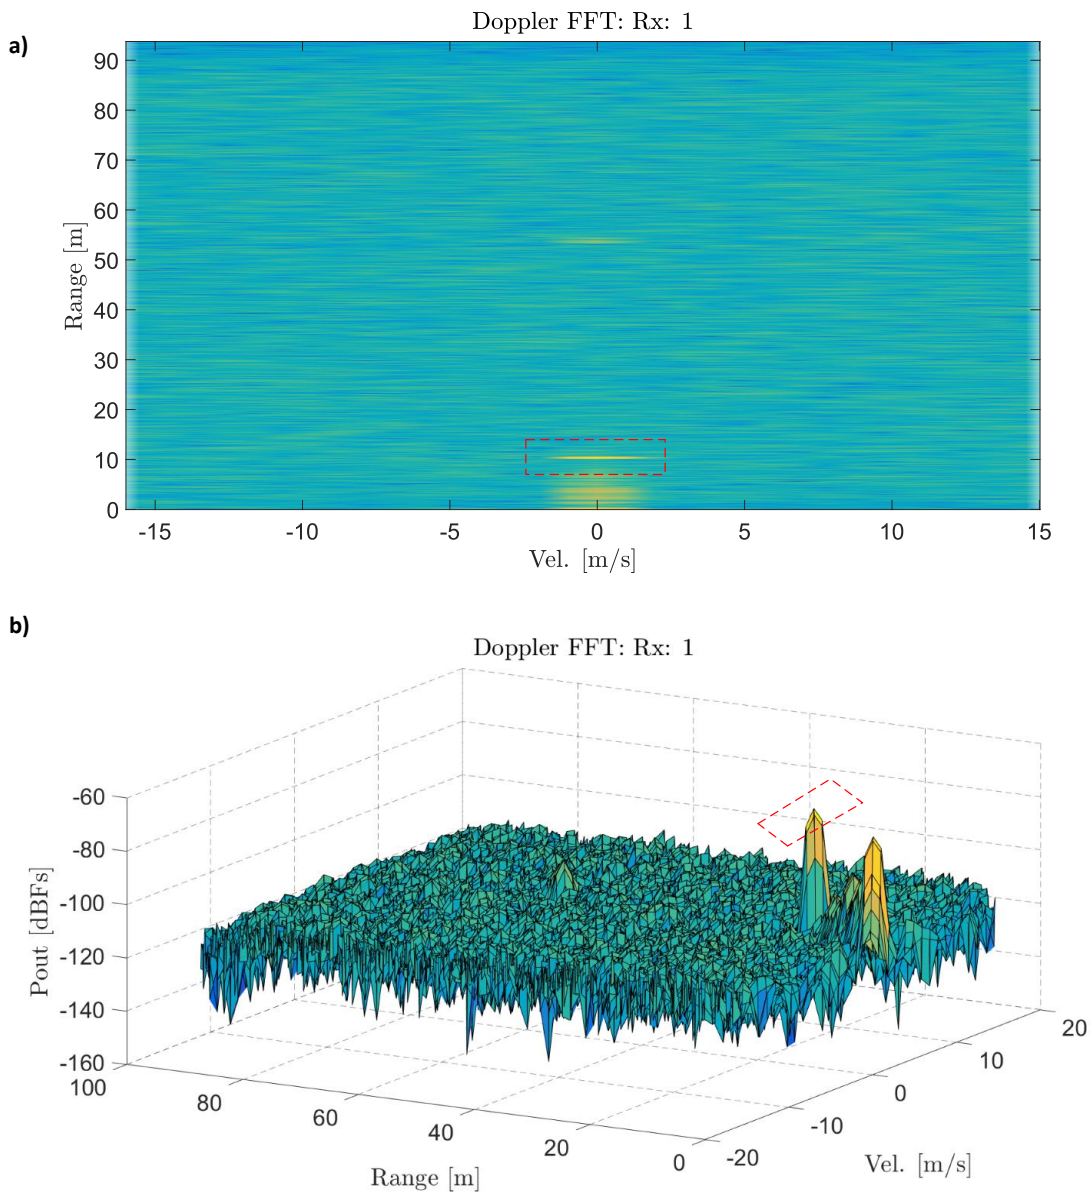 a)
Doppler FFT: Rx: 1
90
80
70
60
50
40
30
20
10
0
Range [m]
-15 -10 -5 0 5 10 15
Vel. [m/s]
b)
Doppler FFT: Rx: 1
-60
-80
-100
-120
-140
-160
Pout [dBFs]
100 80 60 40 20 0
Range [m]
-20 -10 0 10 20
Vel. [m/s]